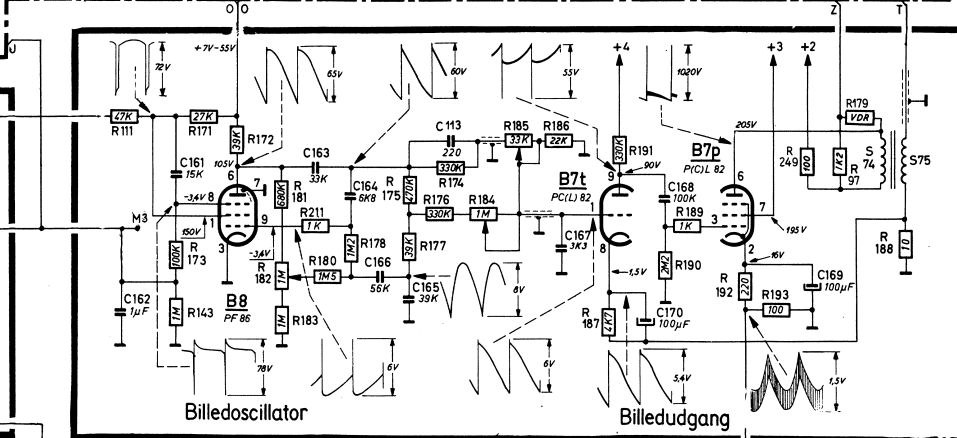 O O
Z
T
J
+7V-55V
72V
65V
60V
55V
+4
1020V
+3
+2
47K
R111
27K
R171
39K
R172
C113
220
R185
33K
R186
22K
330K
R191
205V
R179
VDR
105V
C163
33K
330K
R174
90V
B7p
P(C)L 82
R
249
100
1K2
R
97
S
74
S75
C161
15K
6
7
-3,4V
8
680K
R
181
C164
6K8
R
175
270K
B7t
PC(L) 82
9
C168
100K
6
M3
150V
1
9
R211
1K
R176
330K
R184
1M
1
R189
1K
3
7
195V
100K
R
173
3
-3,4V
1M2
R178
39K
R177
C167
3K3
8
2
R
188
10
R
182
1M
R180
1M5
C166
56K
1,5V
2M2
R190
16V
C162
1µF
1M
R143
B8
PF 86
1M
R183
C165
39K
8V
R
187
4K7
C170
100µF
R
192
220
R193
100
C169
100µF
78V
6V
6V
5,4V
1,5V
Billedoscillator
Billedudgang